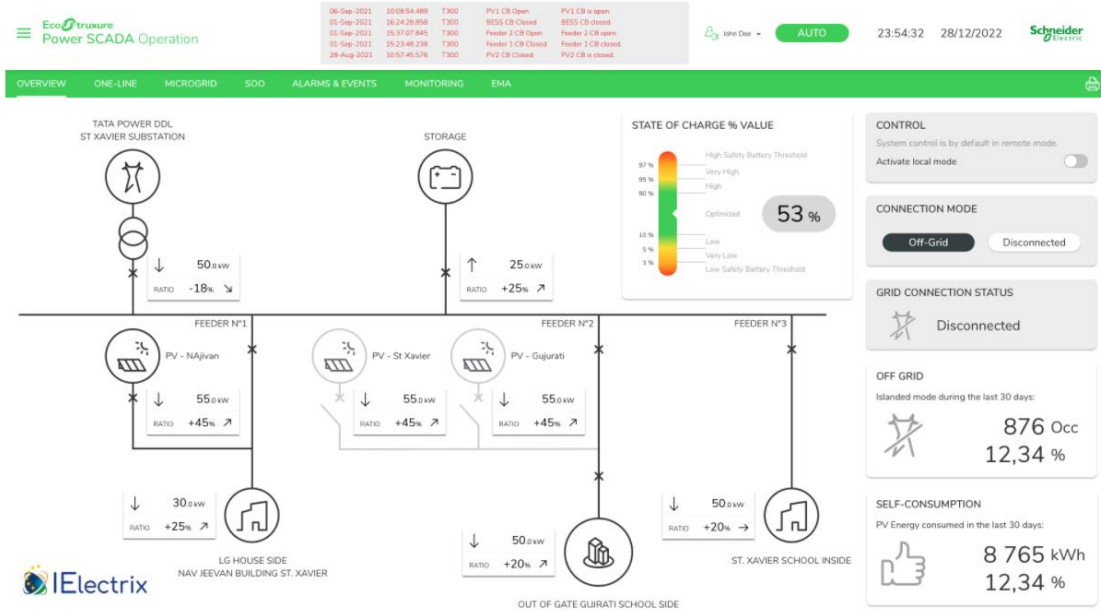 EcoStruxure
Power SCADA Operation
06-Sep-2021 10:08:54.489 T300 PV1 CB Open PV1 CB is open.
01-Sep-2021 16:24:26.858 T300 BESS CB Closed BESS CB closed.
01-Sep-2021 15:37:07.845 T300 Feeder 2 CB Open Feeder 2 CB open.
01-Sep-2021 15:23:48.238 T300 Feeder 1 CB Closed Feeder 1 CB closed.
28-Aug-2021 10:57:45.576 T300 PV2 CB Closed PV2 CB is closed.
John Doe
AUTO
23:54:32 28/12/2022
Schneider
Electric
OVERVIEW ONE-LINE MICROGRID SOO ALARMS & EVENTS MONITORING EMA
TATA POWER DDL
ST XAVIER SUBSTATION
STORAGE
50.0 kW
RATIO -18%
25.0 kW
RATIO +25%
STATE OF CHARGE % VALUE
High Safety Battery Threshold
97 %
Very High
95 %
High
90 %
Optimized
53 %
10 %
Low
5 %
Very Low
3 %
Low Safety Battery Threshold
FEEDER N°1
FEEDER N°2
FEEDER N°3
PV - NAjivan
PV - St Xavier
PV - Gujurati
55.0 kW
RATIO +45%
55.0 kW
RATIO +45%
55.0 kW
RATIO +45%
30.0 kW
RATIO +25%
LG HOUSE SIDE
NAV JEEVAN BUILDING ST. XAVIER
50.0 kW
RATIO +20%
OUT OF GATE GUJRATI SCHOOL SIDE
50.0 kW
RATIO +20%
ST. XAVIER SCHOOL INSIDE
IElectrix
CONTROL
System control is by default in remote mode.
Activate local mode
CONNECTION MODE
Off-Grid Disconnected
GRID CONNECTION STATUS
Disconnected
OFF GRID
Islanded mode during the last 30 days:
876 Occ
12,34 %
SELF-CONSUMPTION
PV Energy consumed in the last 30 days:
8 765 kWh
12,34 %